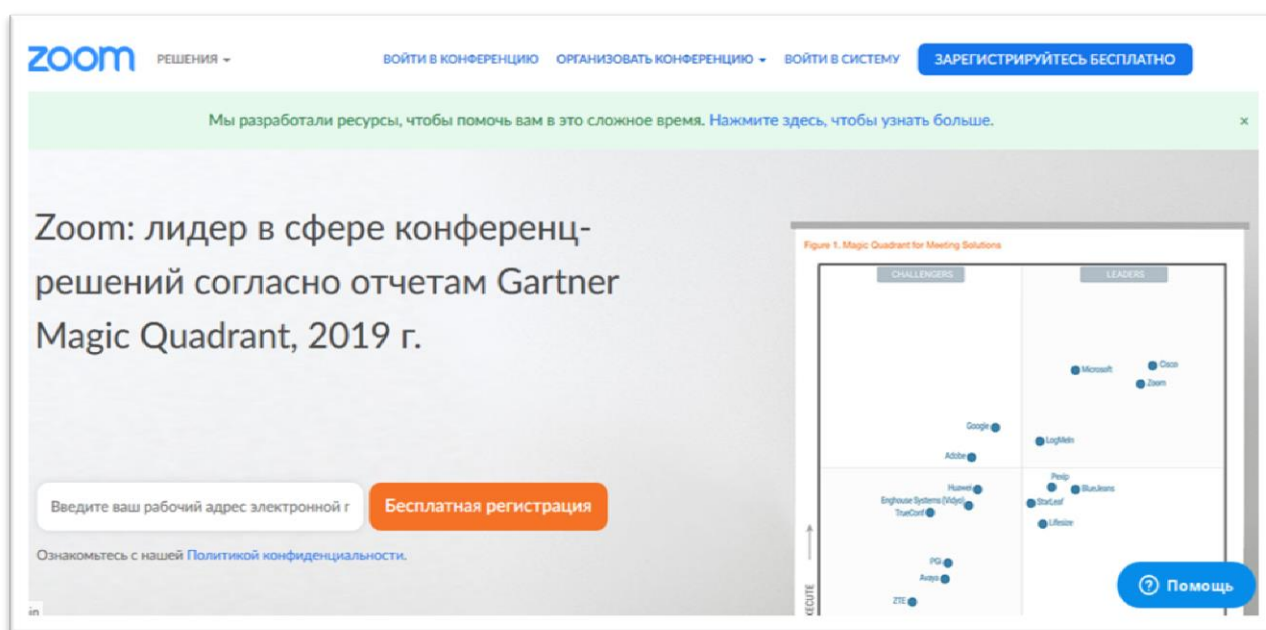 zoom
РЕШЕНИЯ
ВОЙТИ В КОНФЕРЕНЦИЮ
ОРГАНИЗОВАТЬ КОНФЕРЕНЦИЮ
ВОЙТИ В СИСТЕМУ
ЗАРЕГИСТРИРУЙТЕСЬ БЕСПЛАТНО
Мы разработали ресурсы, чтобы помочь вам в это сложное время. Нажмите здесь, чтобы узнать больше.
×
Zoom: лидер в сфере конференц-
решений согласно отчетам Gartner
Magic Quadrant, 2019 г.
Введите ваш рабочий адрес электронной г
Бесплатная регистрация
Ознакомьтесь с нашей Политикой конфиденциальности.
in
Figure 1. Magic Quadrant for Meeting Solutions
CHALLENGERS
LEADERS
Microsoft
Cisco
Zoom
Google
LogMeIn
Adobe
Pexip
Huawei
BlueJeans
Enghouse Systems (Vidyo)
StarLeaf
TrueConf
Lifesize
PGi
Avaya
ZTE
XECUTE
Помощь